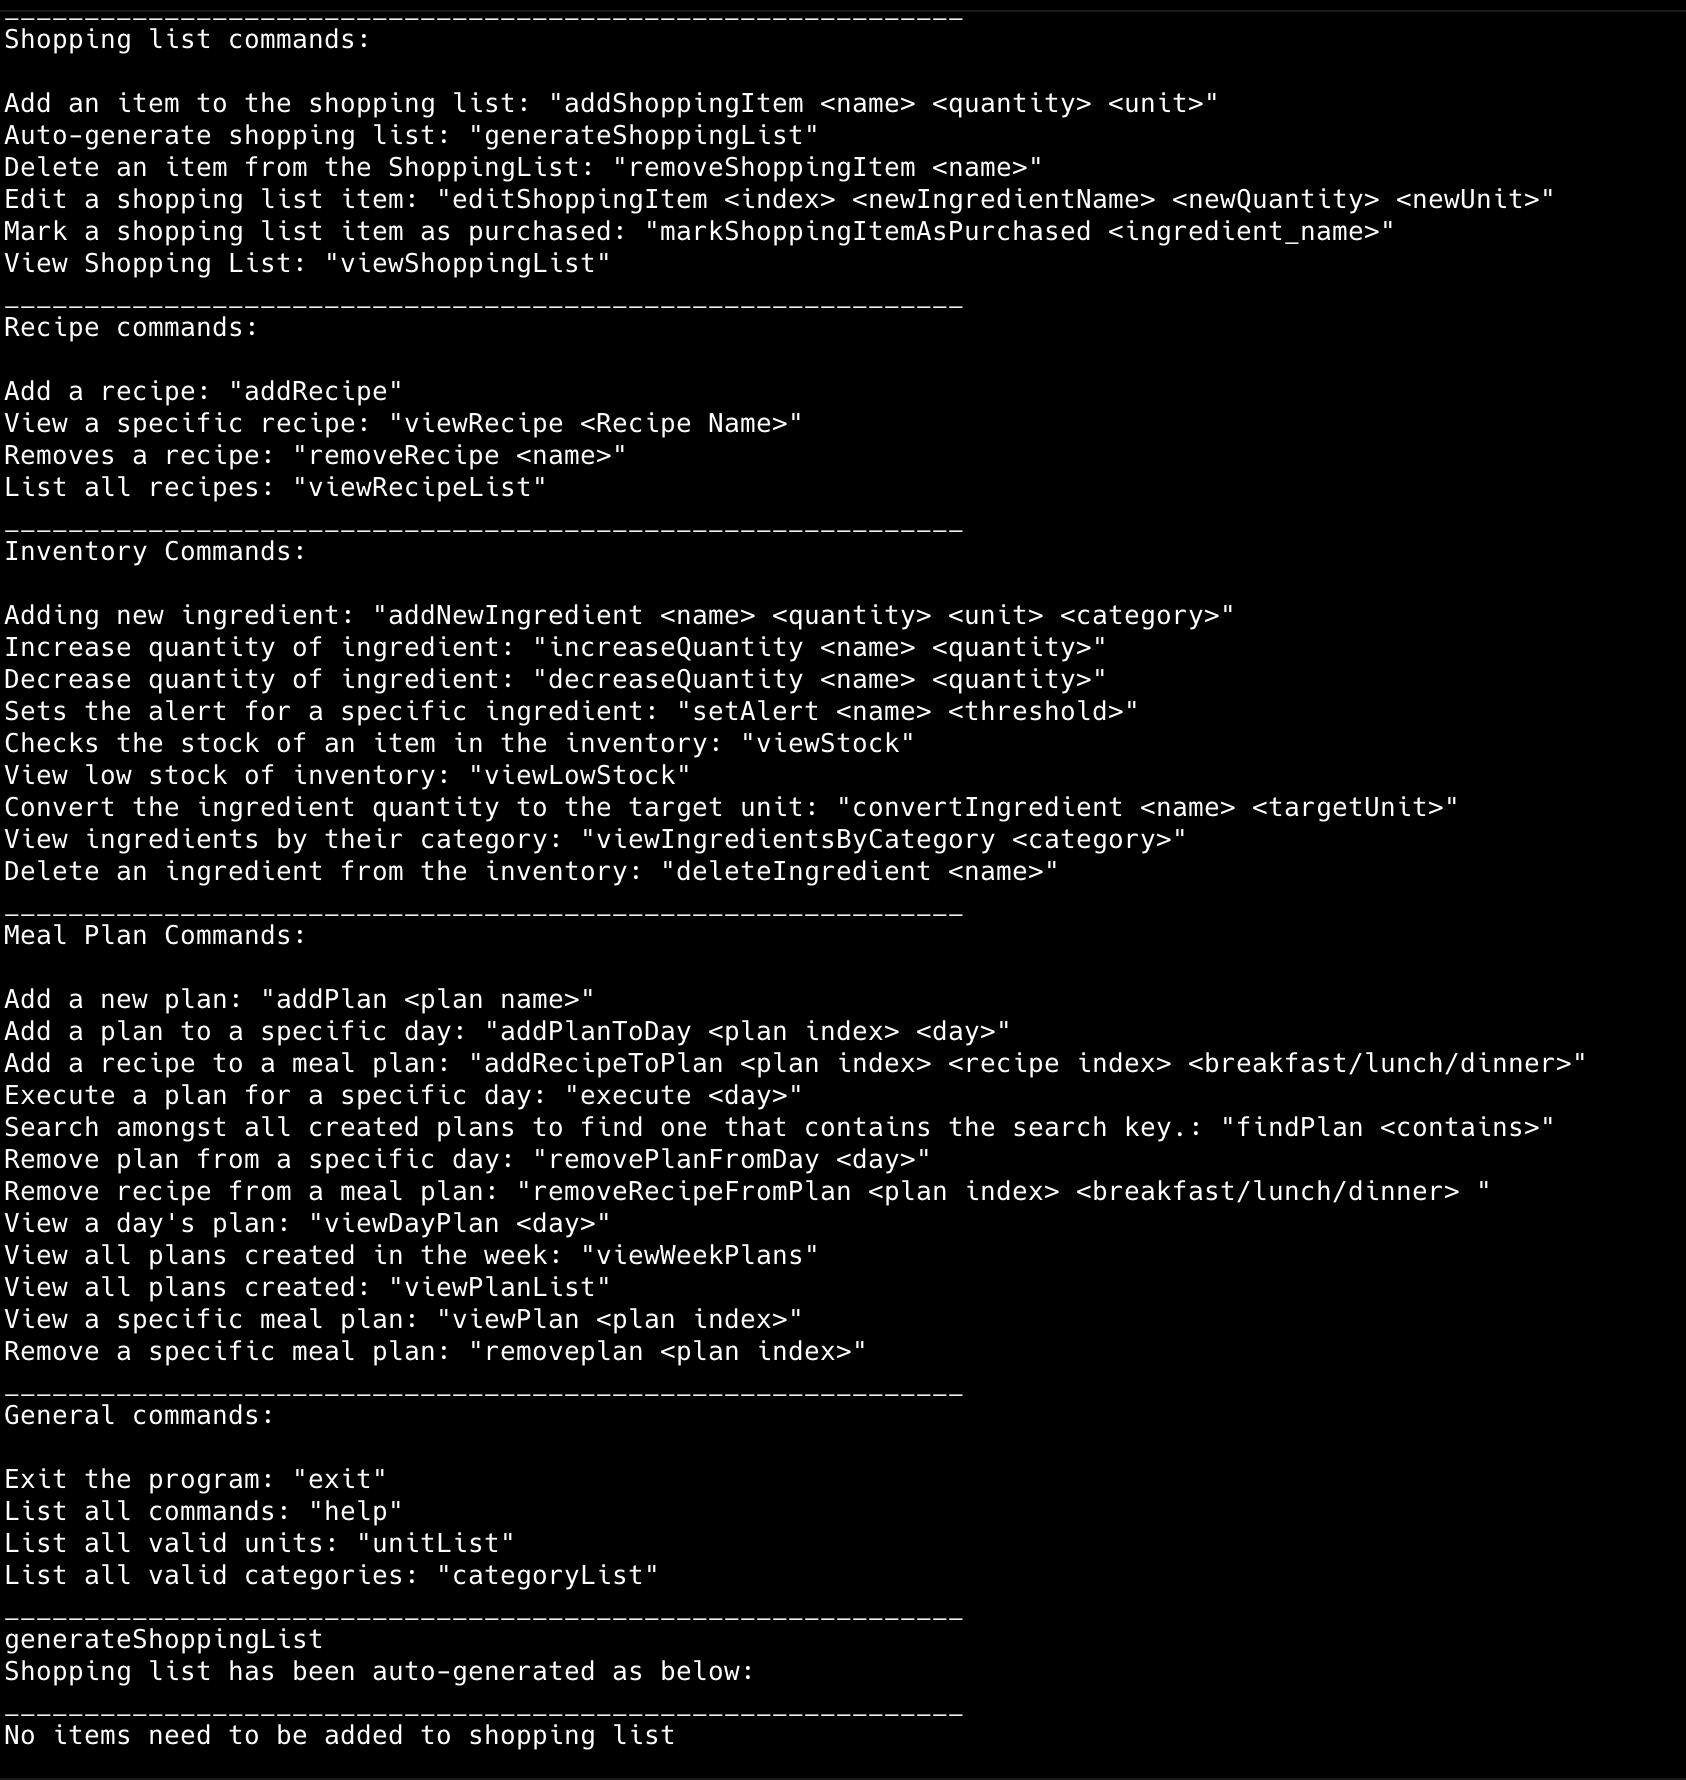 ____________________________________________________________
Shopping list commands:

Add an item to the shopping list: "addShoppingItem <name> <quantity> <unit>"
Auto-generate shopping list: "generateShoppingList"
Delete an item from the ShoppingList: "removeShoppingItem <name>"
Edit a shopping list item: "editShoppingItem <index> <newIngredientName> <newQuantity> <newUnit>"
Mark a shopping list item as purchased: "markShoppingItemAsPurchased <ingredient_name>"
View Shopping List: "viewShoppingList"
____________________________________________________________
Recipe commands:

Add a recipe: "addRecipe"
View a specific recipe: "viewRecipe <Recipe Name>"
Removes a recipe: "removeRecipe <name>"
List all recipes: "viewRecipeList"
____________________________________________________________
Inventory Commands:

Adding new ingredient: "addNewIngredient <name> <quantity> <unit> <category>"
Increase quantity of ingredient: "increaseQuantity <name> <quantity>"
Decrease quantity of ingredient: "decreaseQuantity <name> <quantity>"
Sets the alert for a specific ingredient: "setAlert <name> <threshold>"
Checks the stock of an item in the inventory: "viewStock"
View low stock of inventory: "viewLowStock"
Convert the ingredient quantity to the target unit: "convertIngredient <name> <targetUnit>"
View ingredients by their category: "viewIngredientsByCategory <category>"
Delete an ingredient from the inventory: "deleteIngredient <name>"
____________________________________________________________
Meal Plan Commands:

Add a new plan: "addPlan <plan name>"
Add a plan to a specific day: "addPlanToDay <plan index> <day>"
Add a recipe to a meal plan: "addRecipeToPlan <plan index> <recipe index> <breakfast/lunch/dinner>"
Execute a plan for a specific day: "execute <day>"
Search amongst all created plans to find one that contains the search key.: "findPlan <contains>"
Remove plan from a specific day: "removePlanFromDay <day>"
Remove recipe from a meal plan: "removeRecipeFromPlan <plan index> <breakfast/lunch/dinner> "
View a day's plan: "viewDayPlan <day>"
View all plans created in the week: "viewWeekPlans"
View all plans created: "viewPlanList"
View a specific meal plan: "viewPlan <plan index>"
Remove a specific meal plan: "removeplan <plan index>"
____________________________________________________________
General commands:

Exit the program: "exit"
List all commands: "help"
List all valid units: "unitList"
List all valid categories: "categoryList"
____________________________________________________________
generateShoppingList
Shopping list has been auto-generated as below:
____________________________________________________________
No items need to be added to shopping list